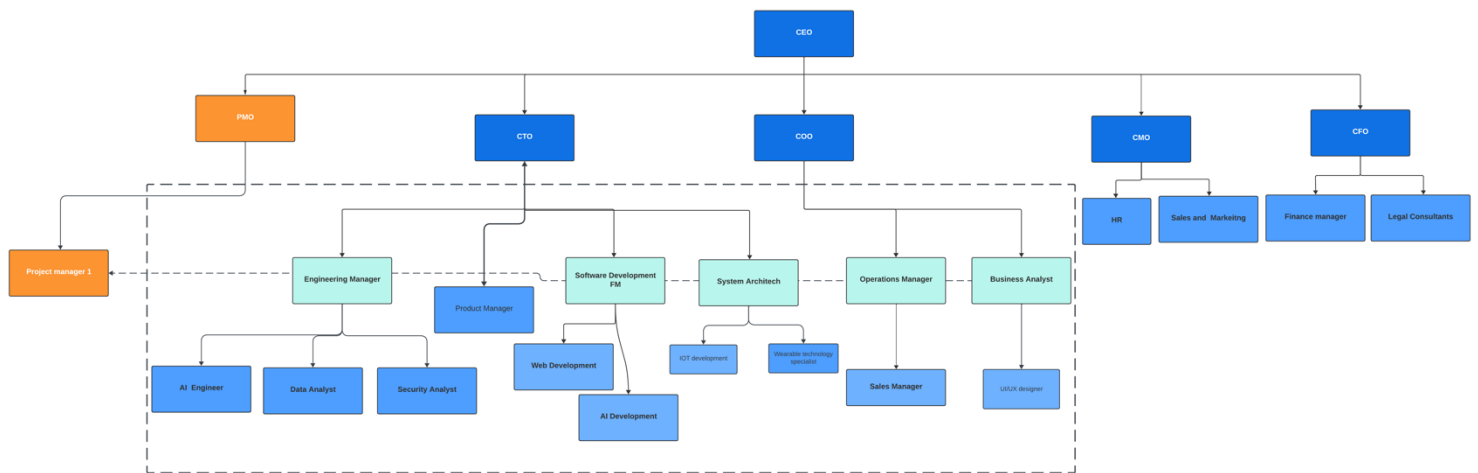 CEO
PMO
CTO
COO
CMO
CFO
HR
Sales and Markeitng
Finance manager
Legal Consultants
Project manager 1
Engineering Manager
Product Manager
Software Development
FM
System Architech
Operations Manager
Business Analyst
AI Engineer
Data Analyst
Security Analyst
Web Development
AI Development
IOT development
Wearable technology
specialist
Sales Manager
UI/UX designer